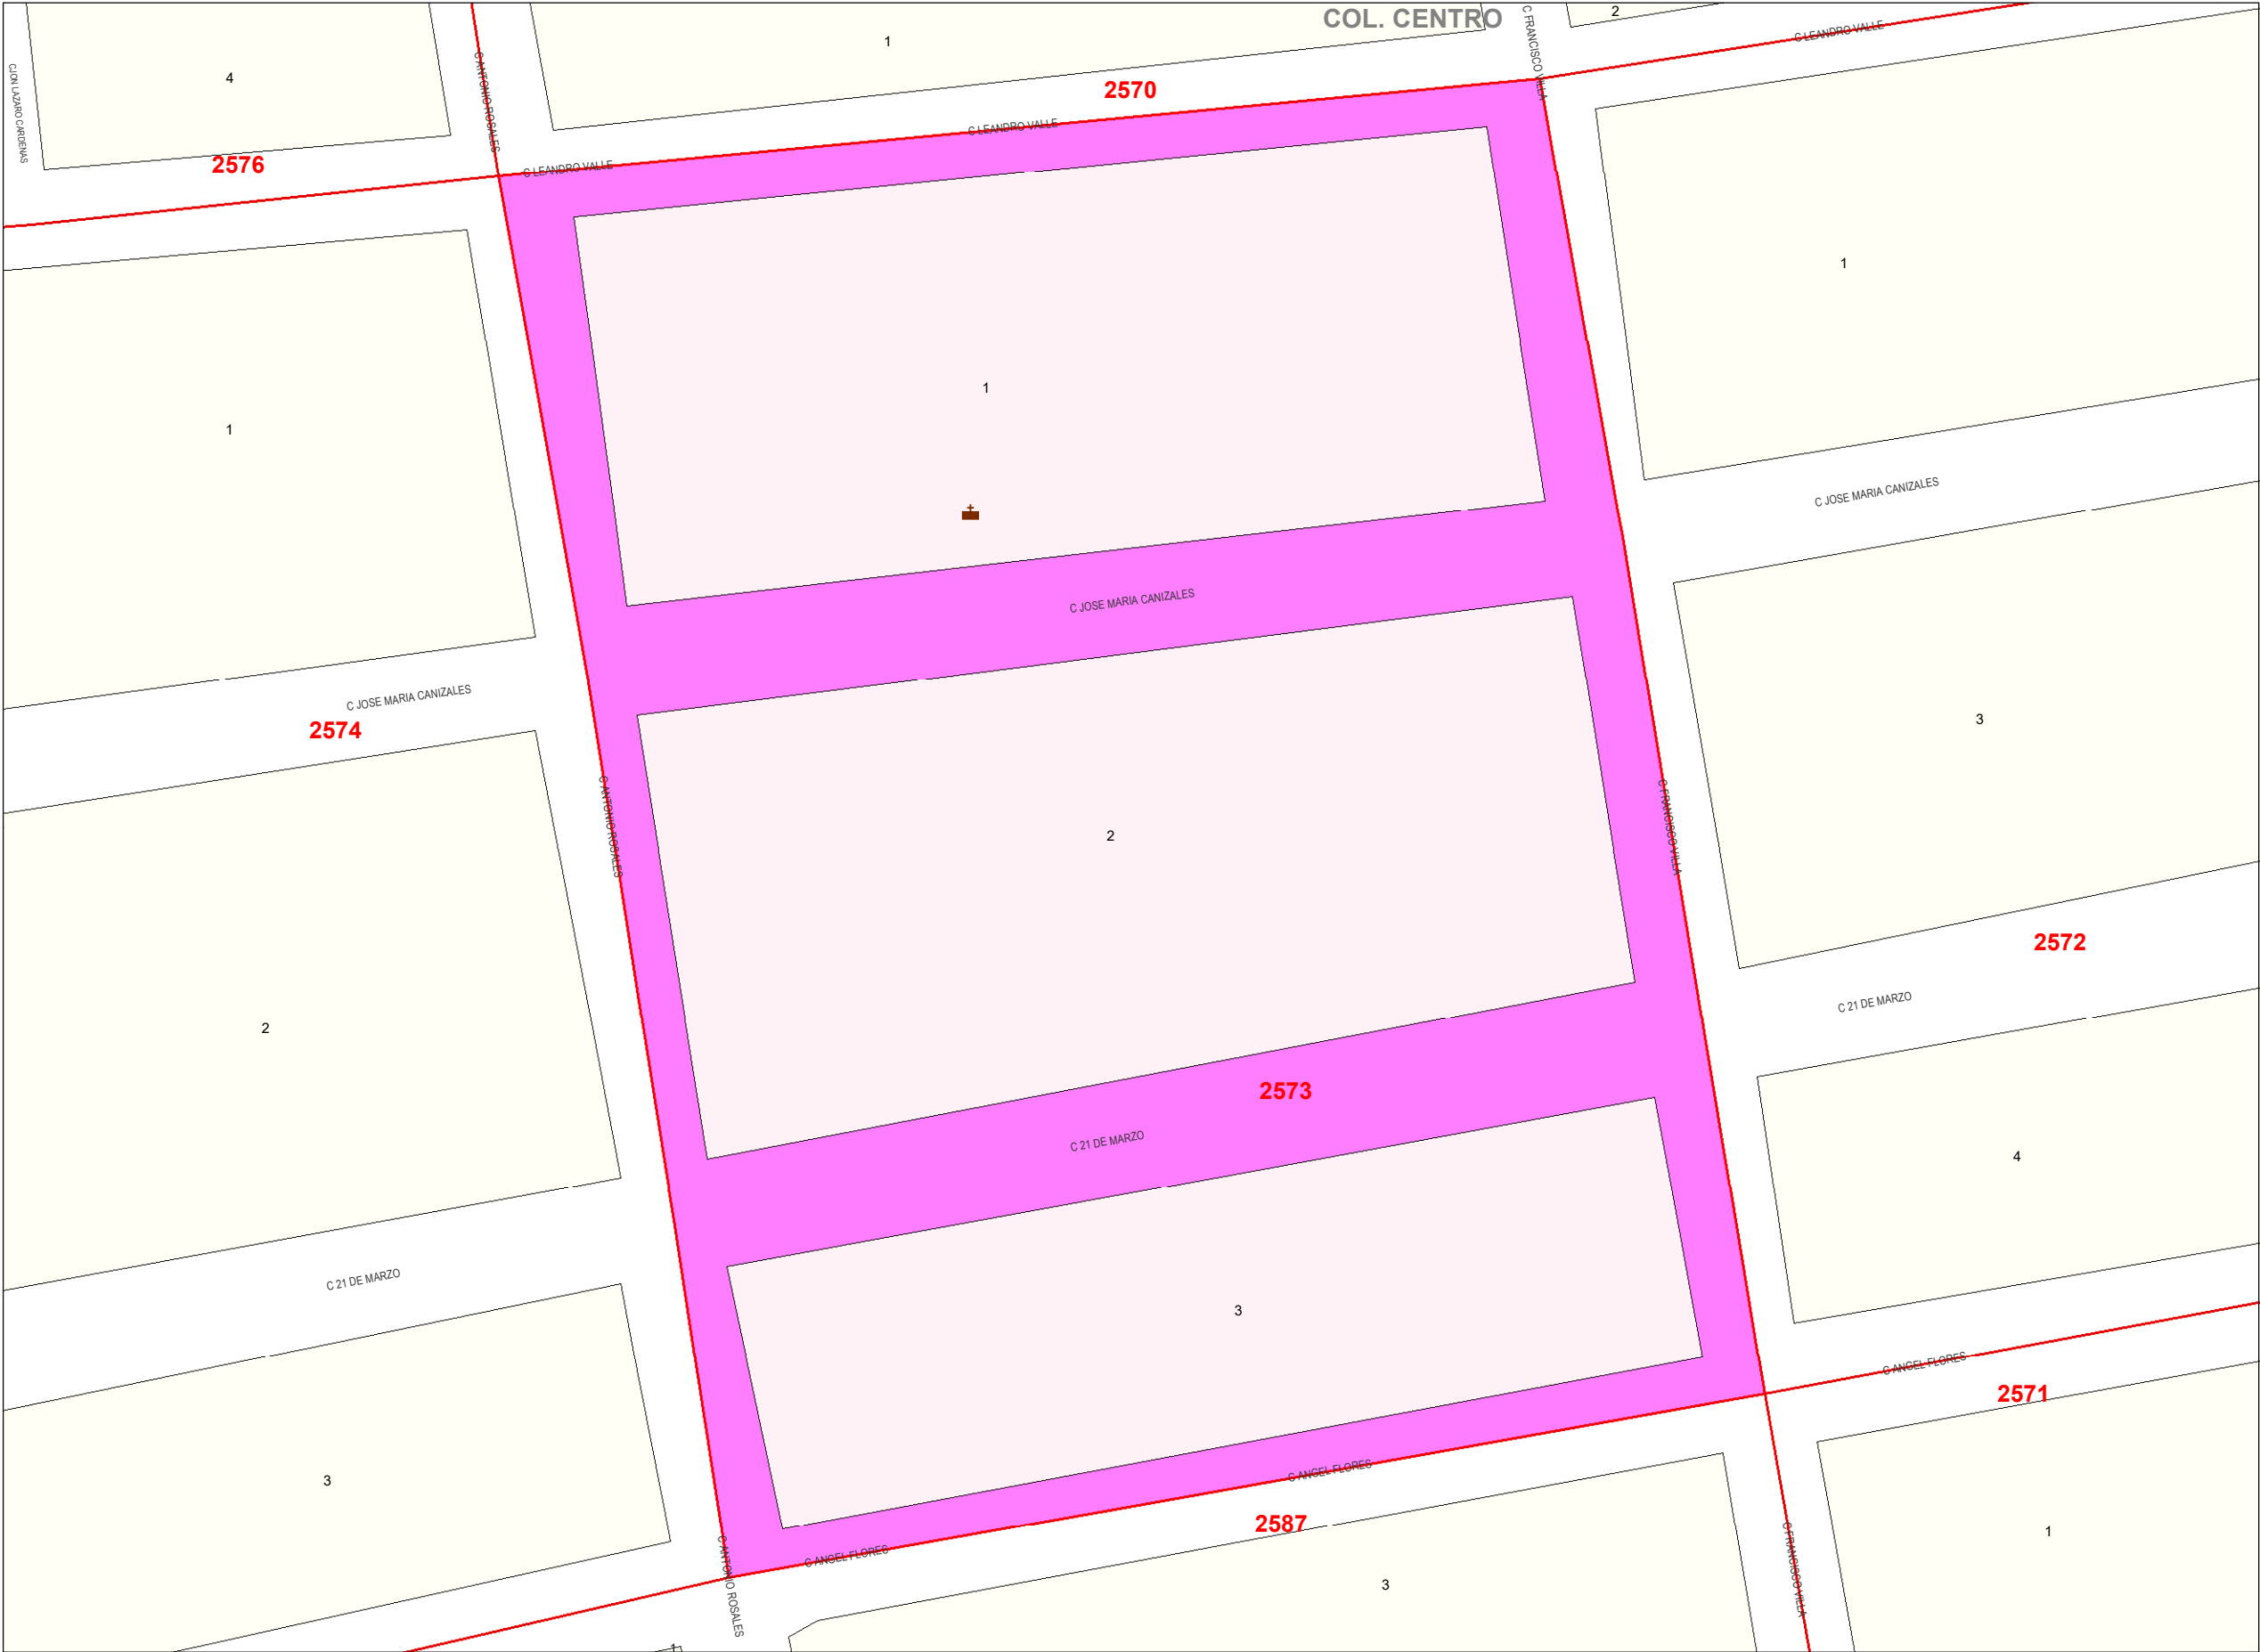 COL. CENTRO
2
1
C FRANCISCO VILLA
C LEANDRO VALLE
4
CJON LAZARO CARDENAS
C ANTONIO ROSALES
2570
C LEANDRO VALLE
2576
C LEANDRO VALLE
1
1
1
C JOSE MARIA CANIZALES
C JOSE MARIA CANIZALES
C JOSE MARIA CANIZALES
2574
3
2
C ANTONIO ROSALES
C FRANCISCO VILLA
2572
C 21 DE MARZO
2
2573
C 21 DE MARZO
4
C 21 DE MARZO
3
C ANGEL FLORES
2571
3
C ANGEL FLORES
2587
1
C ANGEL FLORES
C ANTONIO ROSALES
C FRANCISCO VILLA
3
1